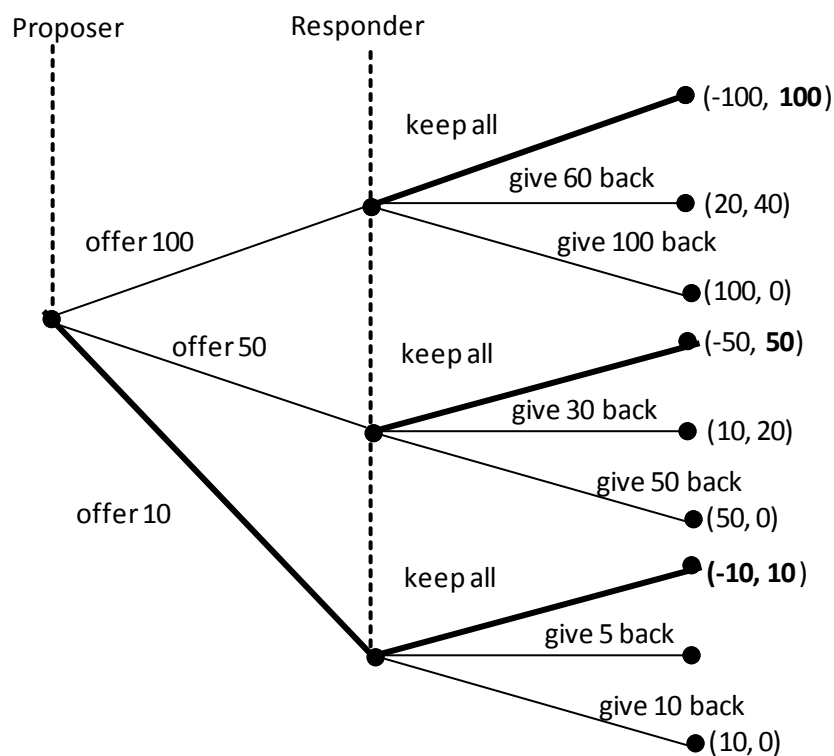 Proposer
Responder
keep all
(-100, 100)
give 60 back
(20, 40)
offer 100
give 100 back
(100, 0)
offer 50
keep all
(-50, 50)
give 30 back
(10, 20)
give 50 back
(50, 0)
offer 10
keep all
(-10, 10)
give 5 back
give 10 back
(10, 0)